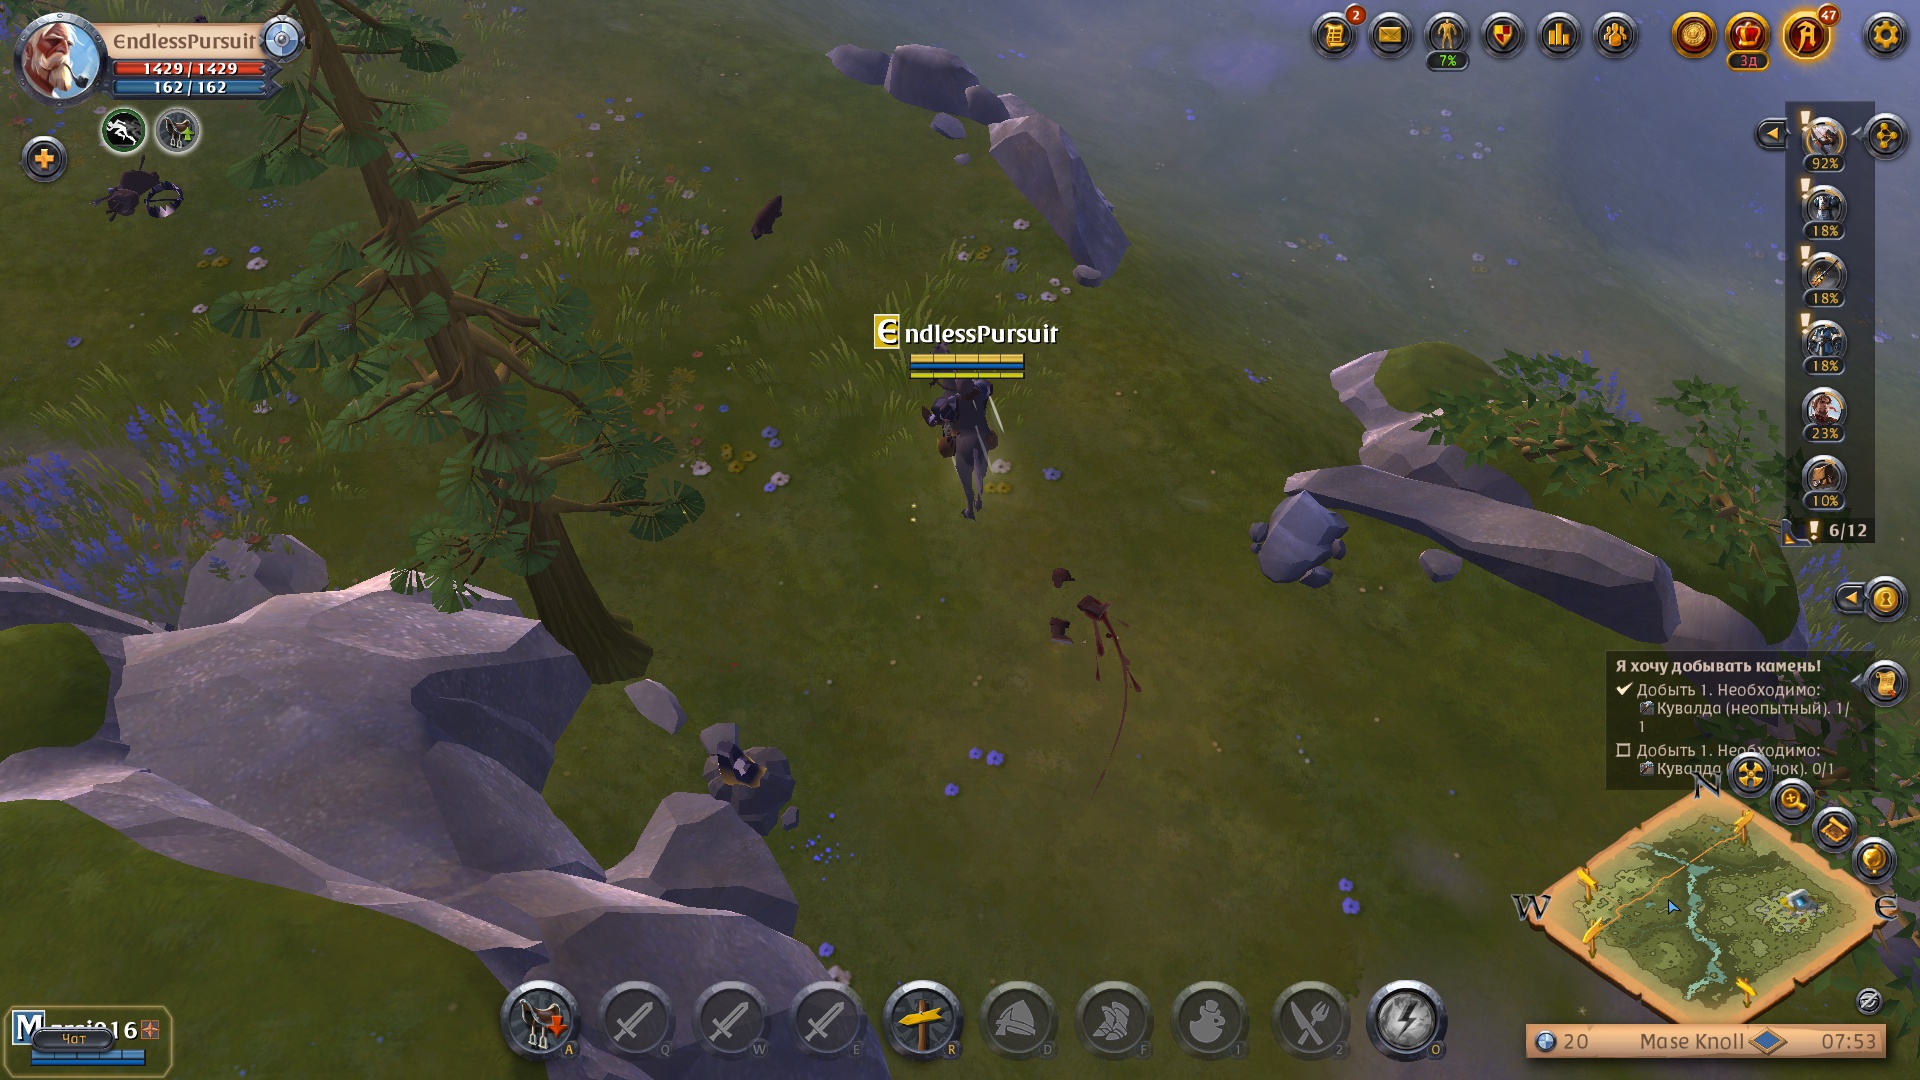 EndlessPursuit
1429 / 1429
162 / 162
2
7%
3д
47
92%
18%
18%
18%
23%
10%
6/12
EndlessPursuit
Я хочу добывать камень!
Добыть 1. Необходимо:
Кувалда (неопытный). 1/
1
Добыть 1. Необходимо:
Кувалда
чок). 0/1
N
W
E
Чат
A
Q
W
E
R
D
F
1
2
O
20
Mase Knoll
07:53